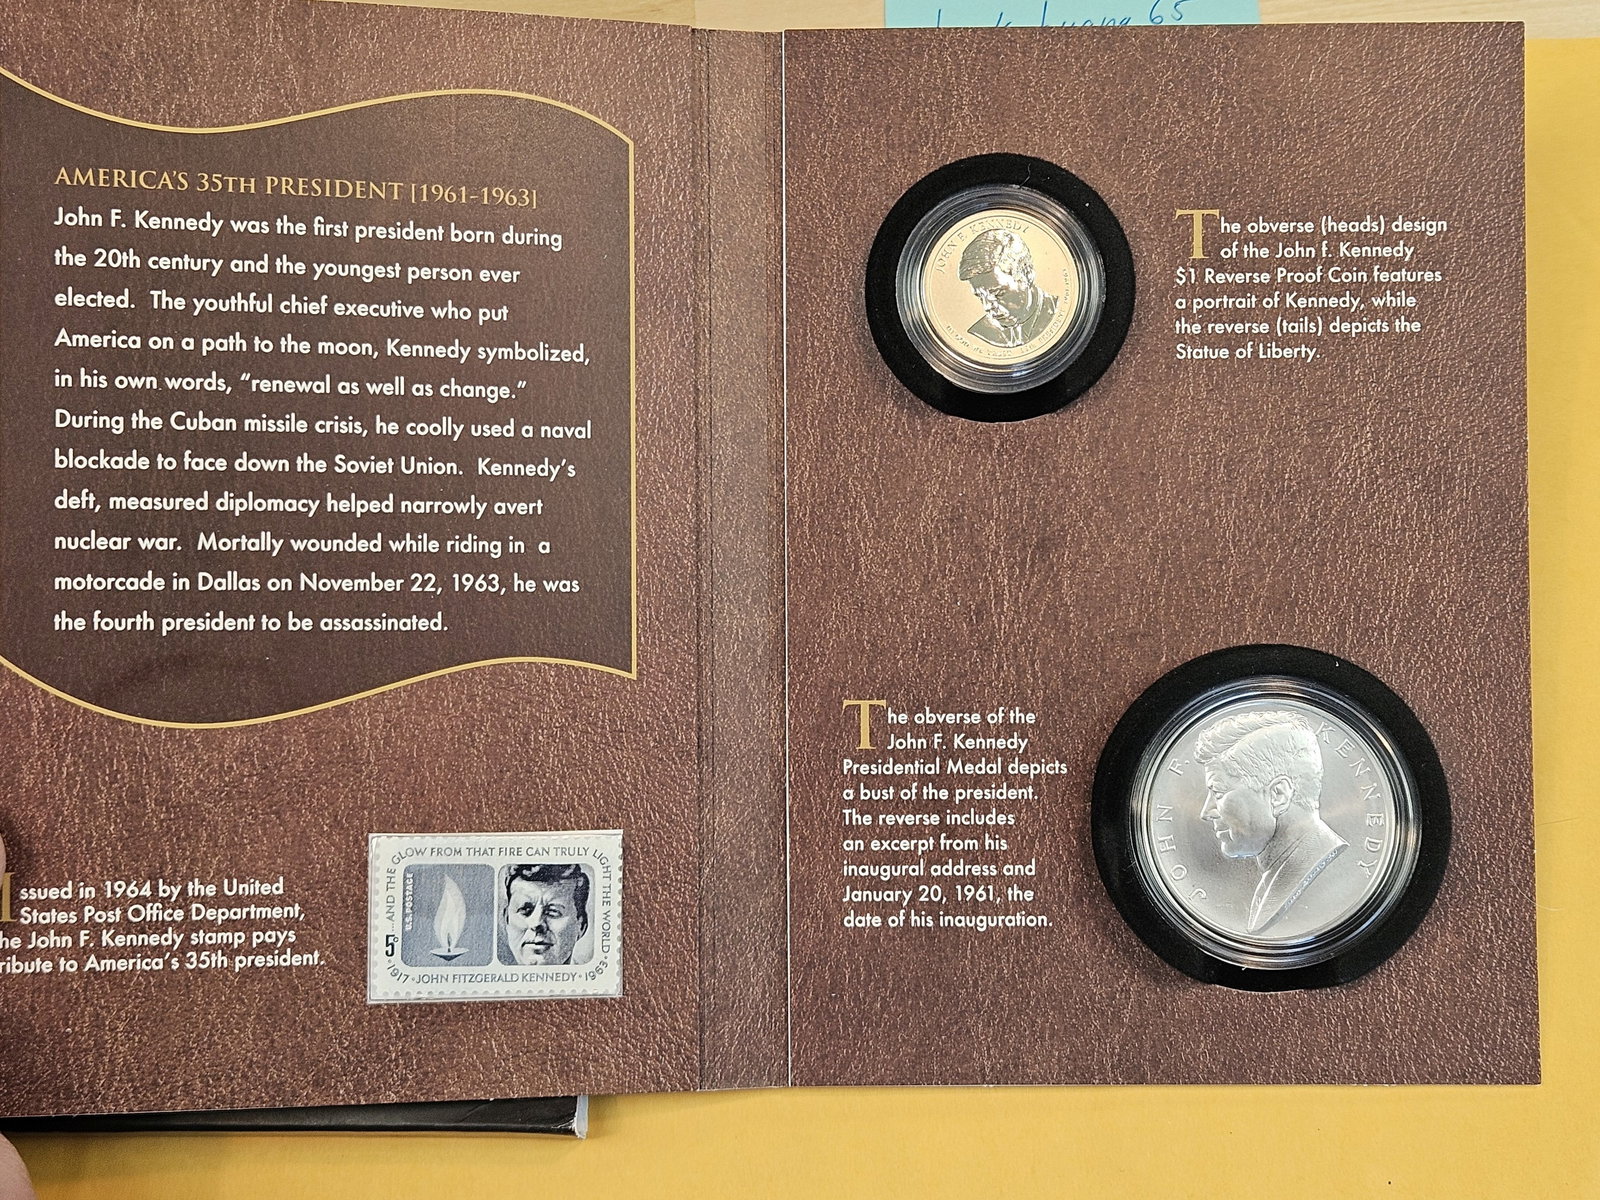 AMERICA'S 35TH PRESIDENT [1961-1963]
John F. Kennedy was the first president born during
the 20th century and the youngest person ever
elected. The youthful chief executive who put
America on a path to the moon, Kennedy symbolized,
in his own words, “renewal as well as change.”
During the Cuban missile crisis, he coolly used a naval
blockade to face down the Soviet Union. Kennedy's
deft, measured diplomacy helped narrowly avert
nuclear war. Mortally wounded while riding in a
motorcade in Dallas on November 22, 1963, he was
the fourth president to be assassinated.
Issued in 1964 by the United
States Post Office Department,
he John F. Kennedy stamp pays
ribute to America's 35th president.
...AND THE GLOW FROM THAT FIRE CAN TRULY LIGHT THE WORLD
U.S. POSTAGE
5c
1917 · JOHN FITZGERALD KENNEDY · 1963
65
JOHN F. KENNEDY
The obverse (heads) design
of the John f. Kennedy
$1 Reverse Proof Coin features
a portrait of Kennedy, while
the reverse (tails) depicts the
Statue of Liberty.
The obverse of the
John F. Kennedy
Presidential Medal depicts
a bust of the president.
The reverse includes
an excerpt from his
inaugural address and
January 20, 1961, the
date of his inauguration.
JOHN F. KENNEDY